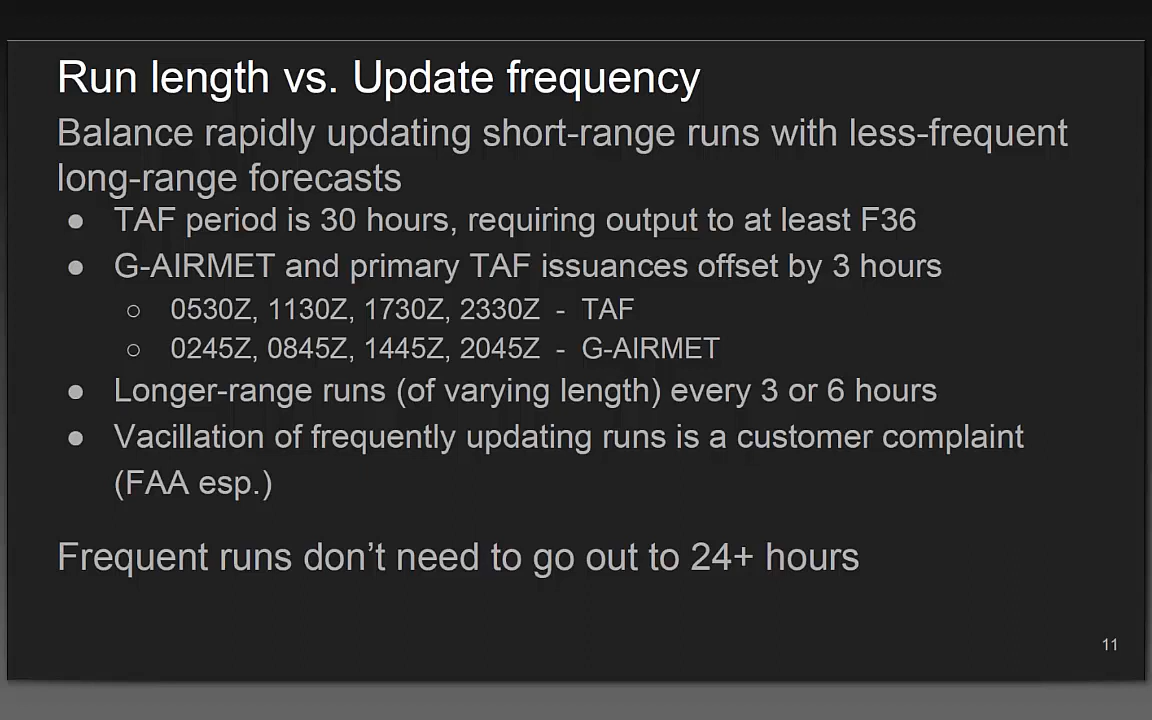 Run length vs. Update frequency
Balance rapidly updating short-range runs with less-frequent
long-range forecasts
● TAF period is 30 hours, requiring output to at least F36
● G-AIRMET and primary TAF issuances offset by 3 hours
○ 0530Z, 1130Z, 1730Z, 2330Z - TAF
○ 0245Z, 0845Z, 1445Z, 2045Z - G-AIRMET
● Longer-range runs (of varying length) every 3 or 6 hours
● Vacillation of frequently updating runs is a customer complaint
(FAA esp.)
Frequent runs don’t need to go out to 24+ hours
11